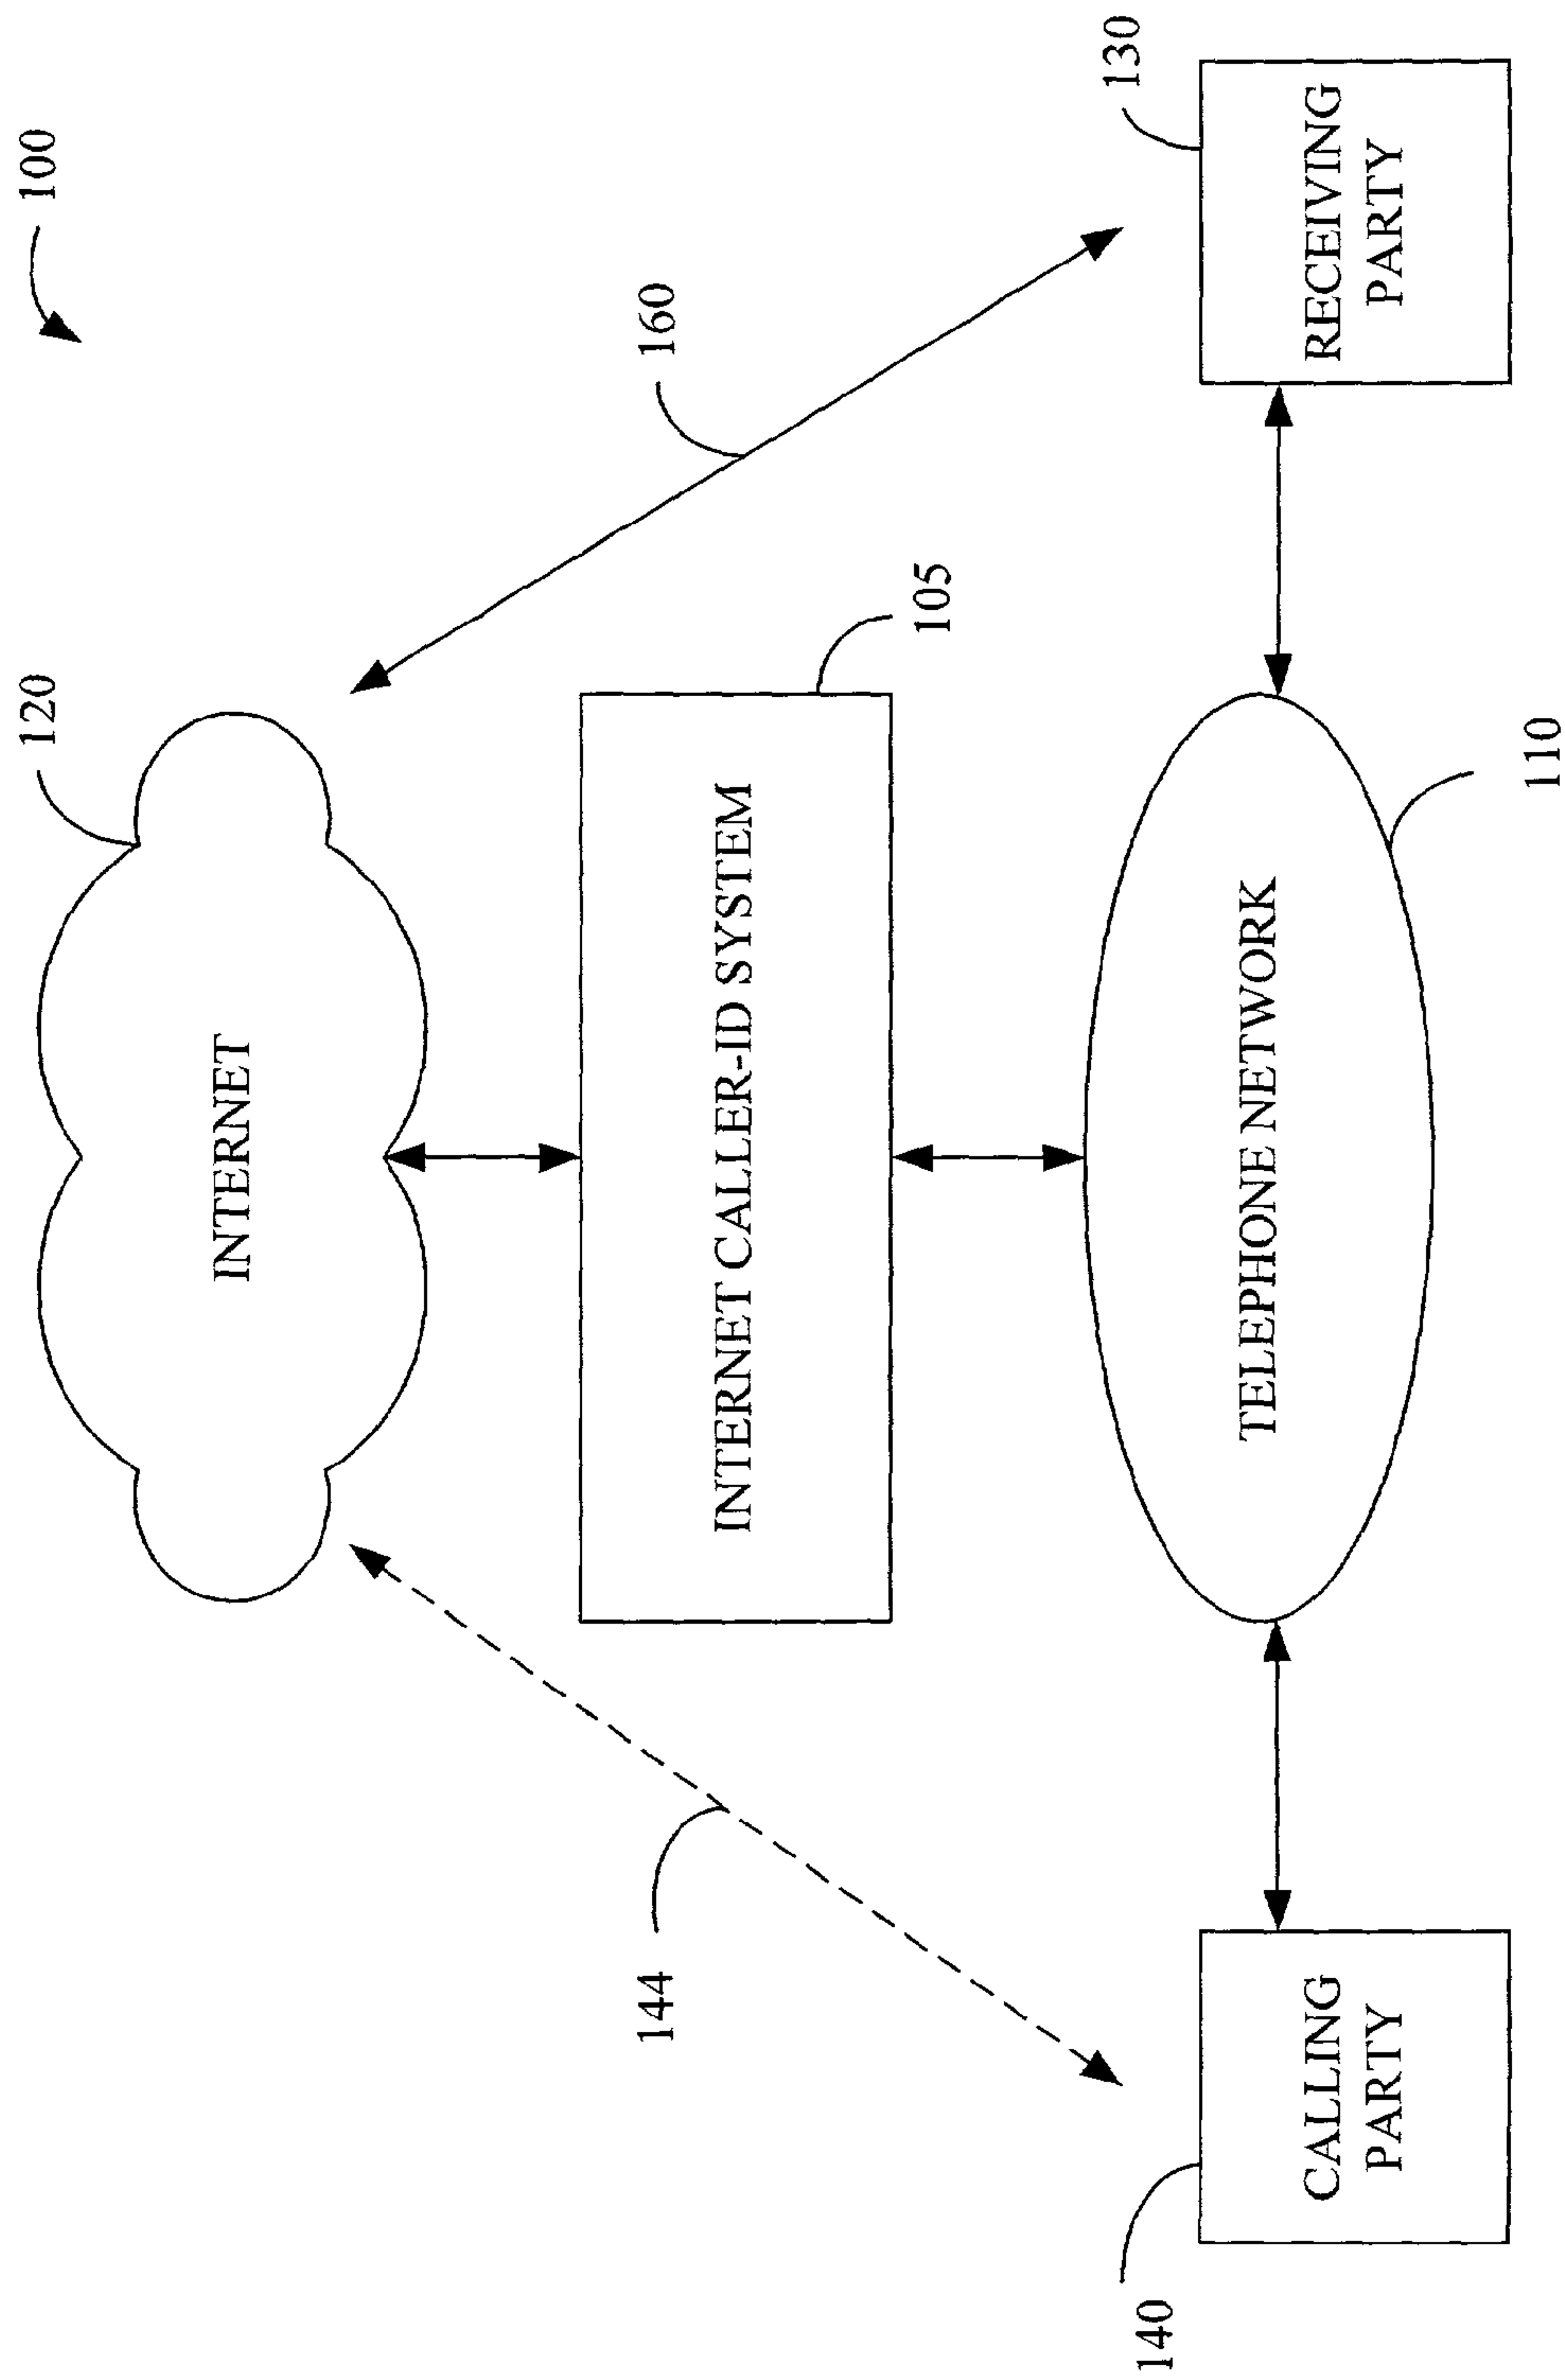 100
120
INTERNET
160
144
INTERNET CALLER-ID SYSTEM
105
140
130
CALLING
PARTY
TELEPHONE NETWORK
RECEIVING
PARTY
110